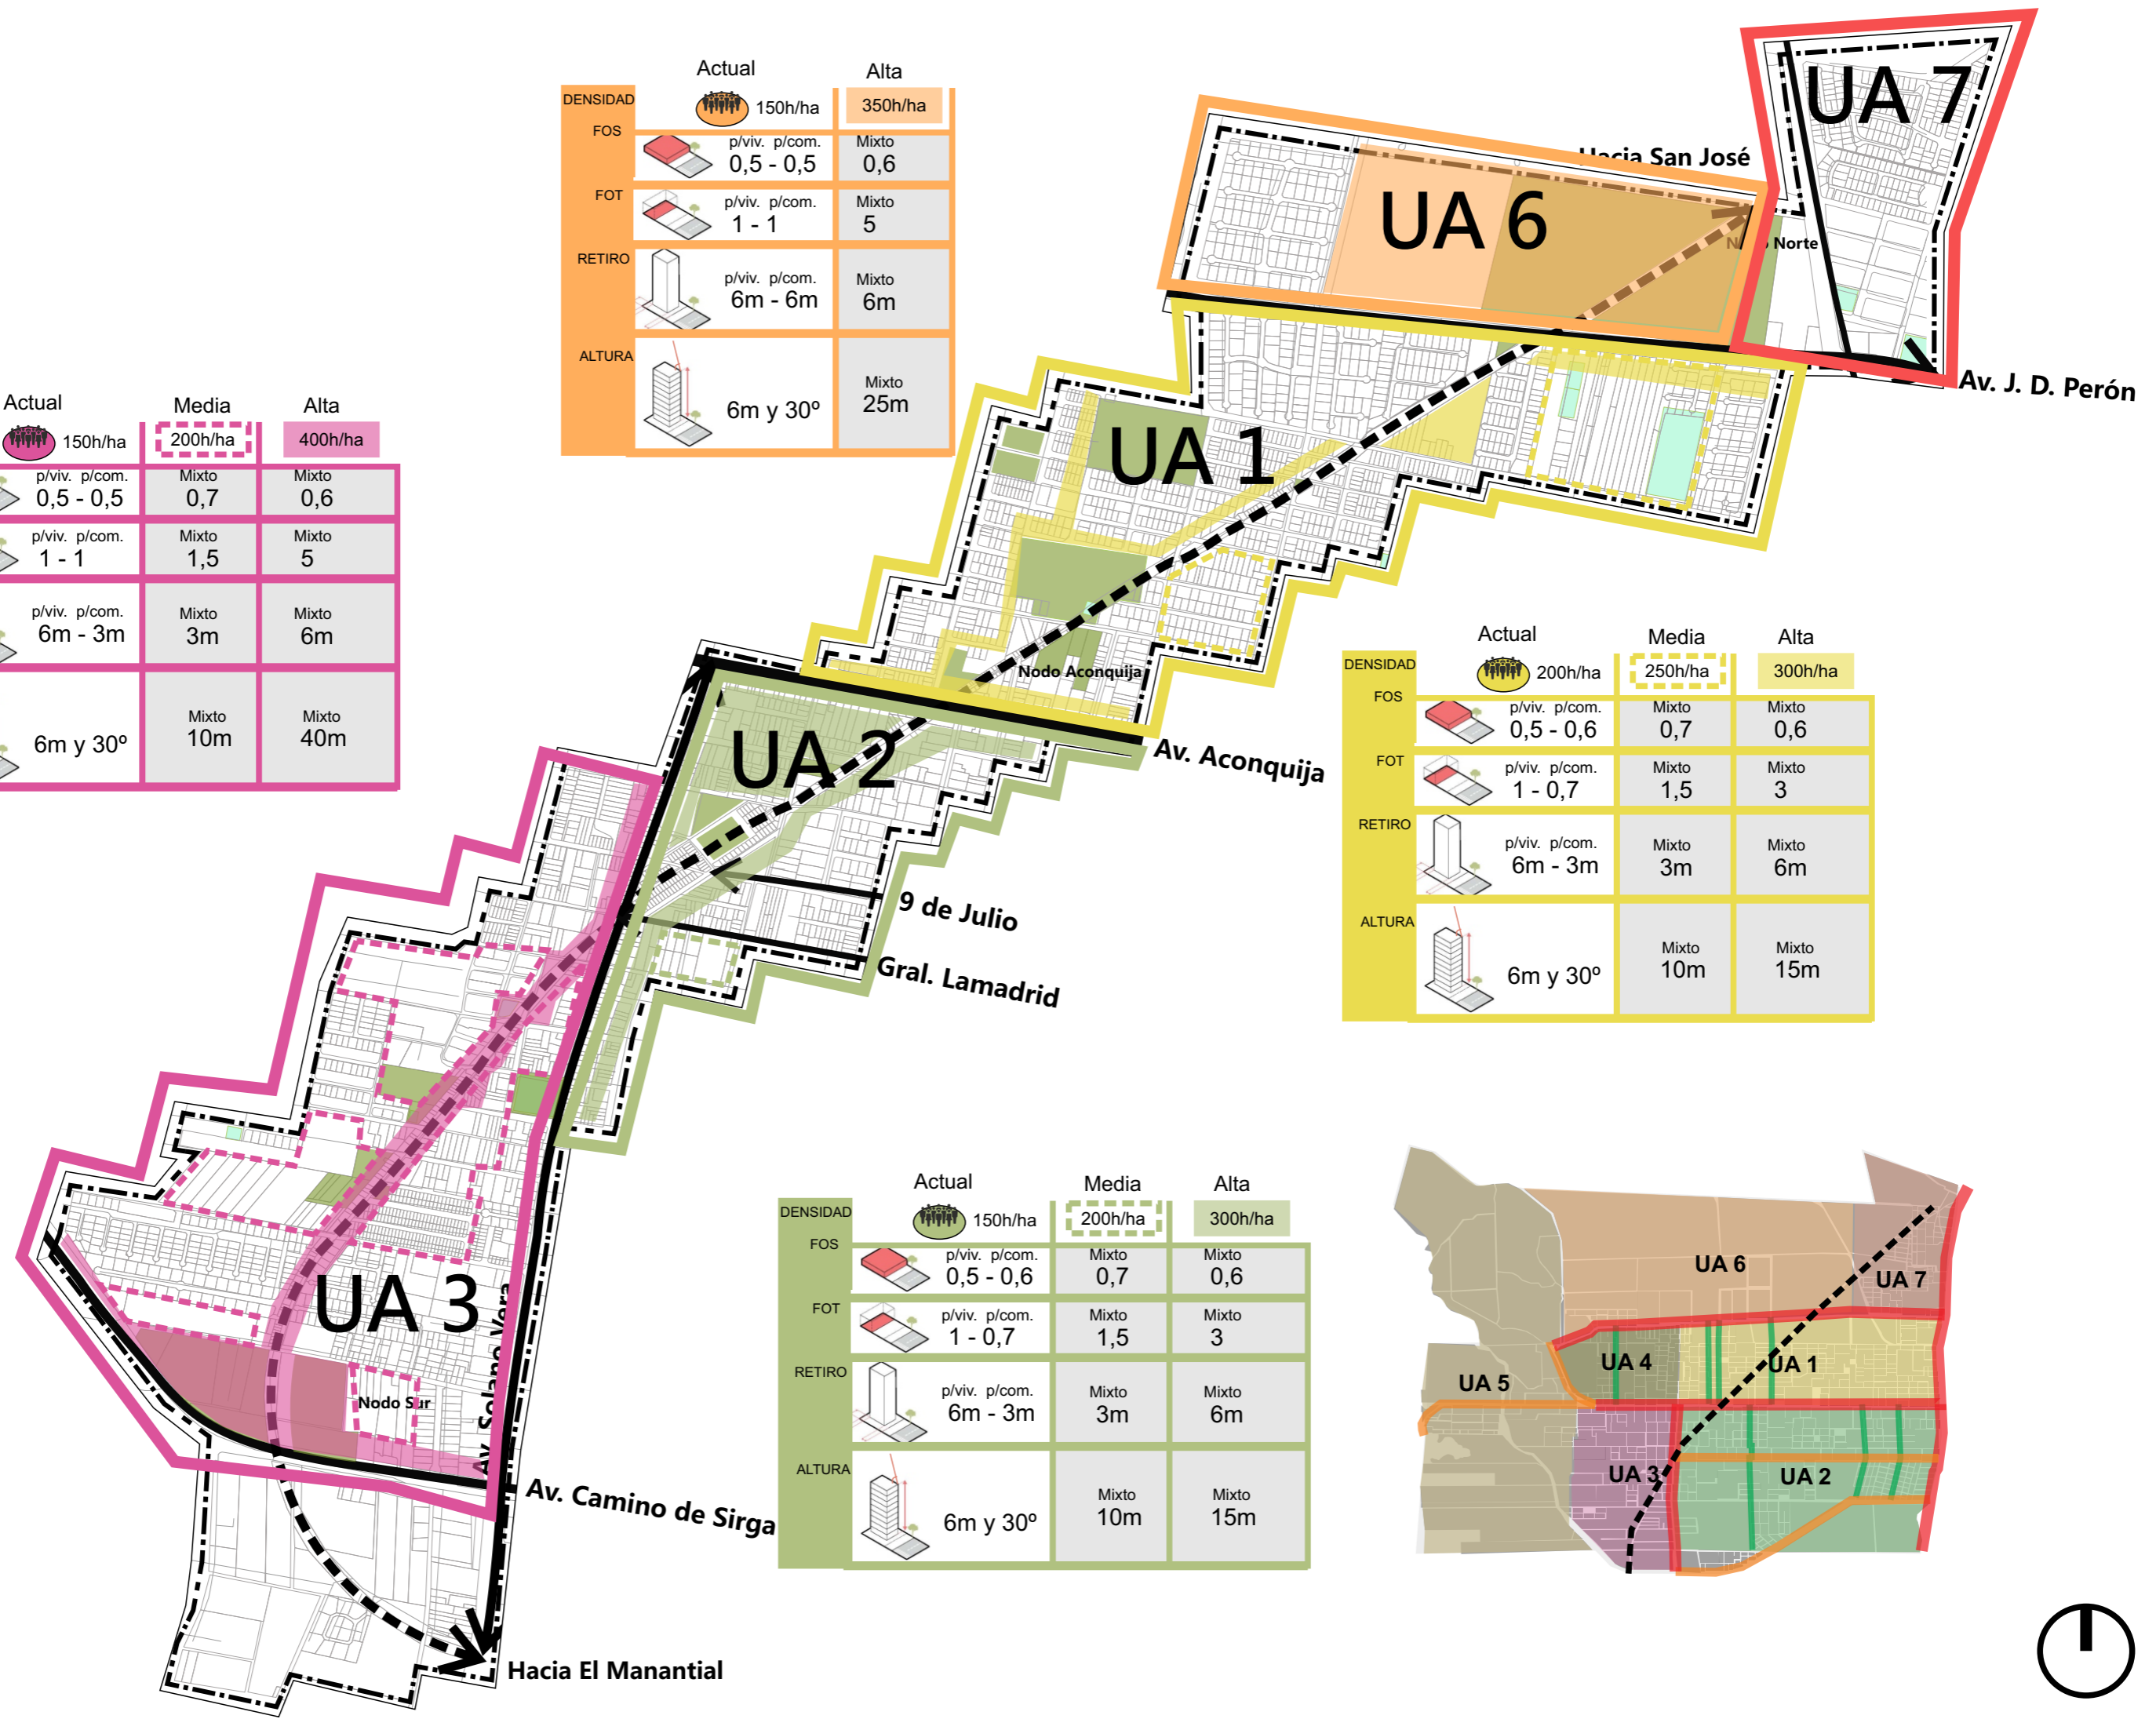 Actual Alta
DENSIDAD 150h/ha 350h/ha
FOS p/viv. p/com. Mixto
0,5 - 0,5 0,6
FOT p/viv. p/com. Mixto
1 - 1 5
RETIRO p/viv. p/com. Mixto
6m - 6m 6m
ALTURA Mixto
6m y 30º 25m
UA 7
Hacia San José
UA 6
Norte
Av. J. D. Perón
UA 1
Nodo Aconquija
Av. Aconquija
Actual Media Alta
150h/ha 200h/ha 400h/ha
p/viv. p/com. Mixto Mixto
0,5 - 0,5 0,7 0,6
p/viv. p/com. Mixto Mixto
1 - 1 1,5 5
p/viv. p/com. Mixto Mixto
6m - 3m 3m 6m
Mixto Mixto
6m y 30º 10m 40m
Actual Media Alta
DENSIDAD 200h/ha 250h/ha 300h/ha
FOS p/viv. p/com. Mixto Mixto
0,5 - 0,6 0,7 0,6
FOT p/viv. p/com. Mixto Mixto
1 - 0,7 1,5 3
RETIRO p/viv. p/com. Mixto Mixto
6m - 3m 3m 6m
ALTURA Mixto Mixto
6m y 30º 10m 15m
UA 2
9 de Julio
Gral. Lamadrid
UA 3
Av. Solano Vera
Nodo Sur
Av. Camino de Sirga
Hacia El Manantial
Actual Media Alta
DENSIDAD 150h/ha 200h/ha 300h/ha
FOS p/viv. p/com. Mixto Mixto
0,5 - 0,6 0,7 0,6
FOT p/viv. p/com. Mixto Mixto
1 - 0,7 1,5 3
RETIRO p/viv. p/com. Mixto Mixto
6m - 3m 3m 6m
ALTURA Mixto Mixto
6m y 30º 10m 15m
UA 6
UA 7
UA 4
UA 1
UA 5
UA 3
UA 2